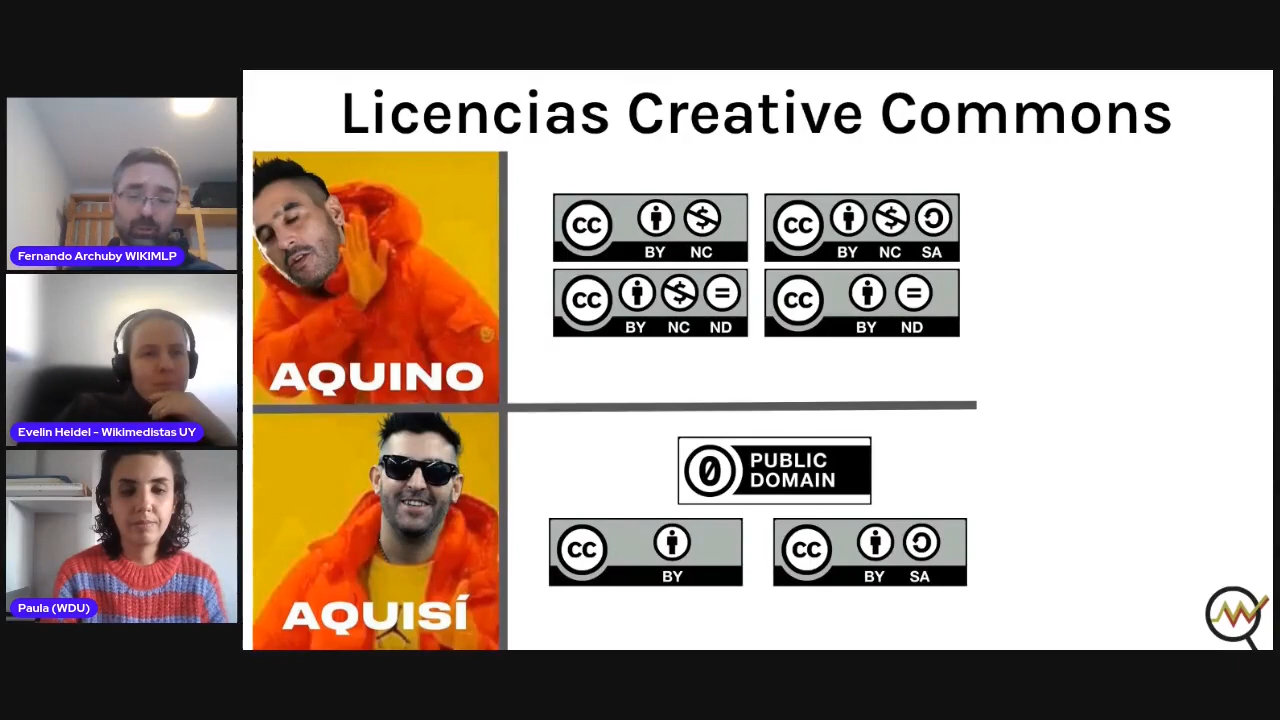 Licencias Creative Commons
Fernando Archuby WIKIMLP
Evelin Heidel - Wikimedistas UY
Paula (WDU)
AQUINO
CC BY NC
CC BY NC SA
CC BY NC ND
CC BY ND
AQUISÍ
0 PUBLIC
DOMAIN
CC BY
CC BY SA